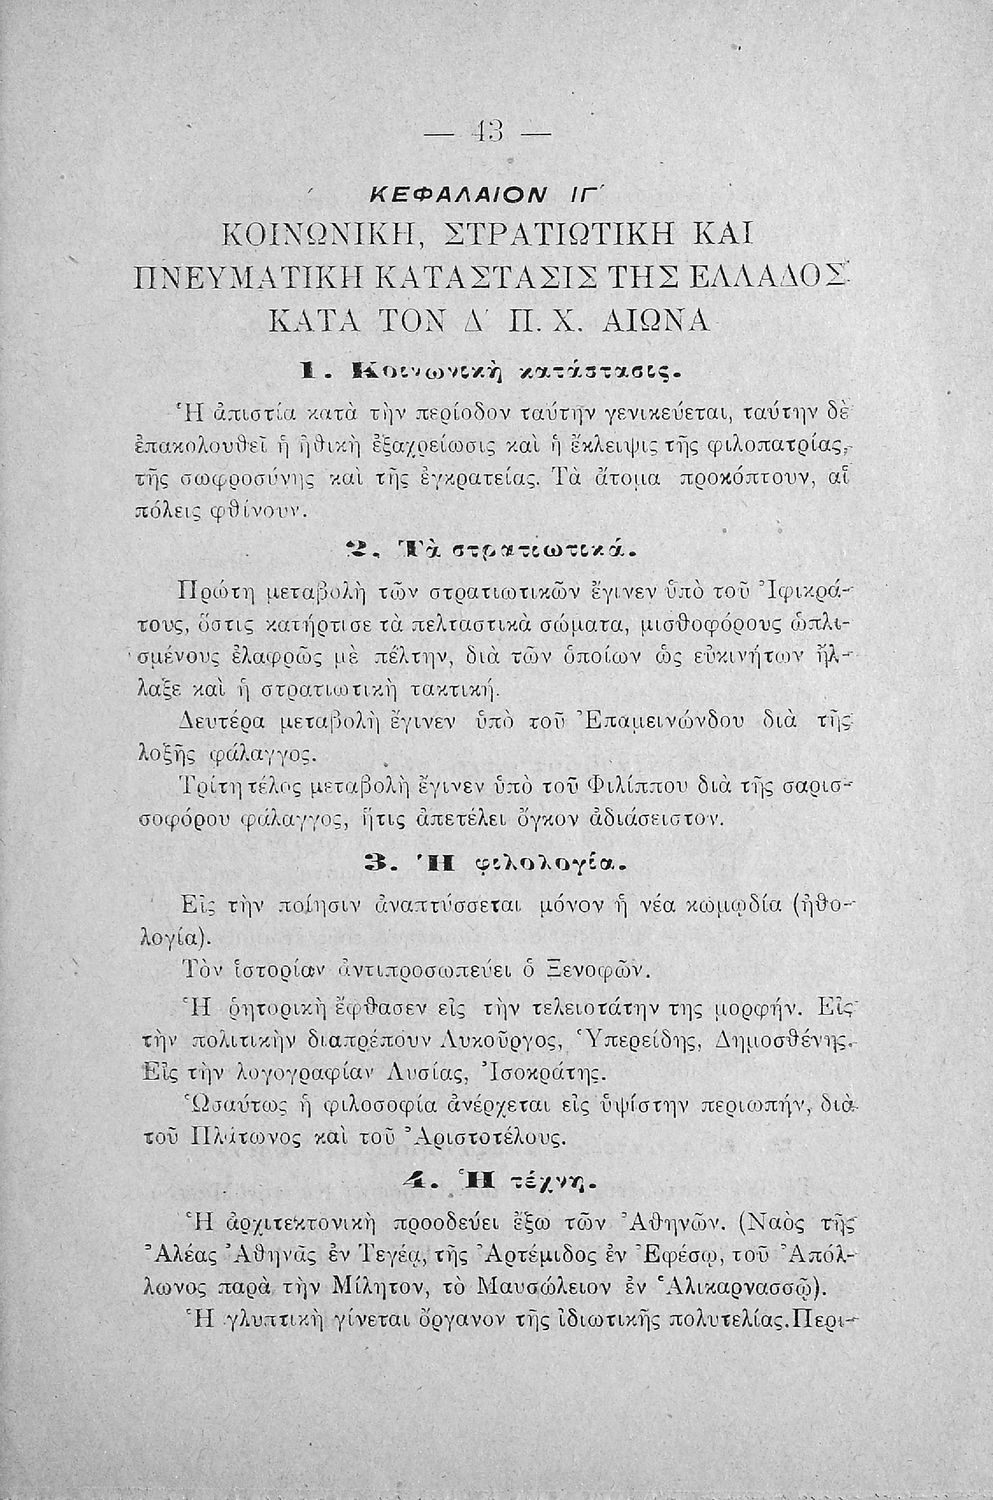 — 43 —
ΚΕΦΑΛΑΙΟΝ ΙΓ΄
ΚΟΙΝΩΝΙΚΗ, ΣΤΡΑΤΙΩΤΙΚΗ ΚΑΙ
ΠΝΕΥΜΑΤΙΚΗ ΚΑΤΑΣΤΑΣΙΣ ΤΗΣ ΕΛΛΑΔΟΣ
ΚΑΤΑ ΤΟΝ Δ΄ Π. Χ. ΑΙΩΝΑ
1. Κοινωνικὴ κατάστασις.
Ἡ ἀπιστία κατὰ τὴν περίοδον ταύτην γενικεύεται, ταύτην δὲ
ἐπακολουθεῖ ἡ ἠθικὴ ἐξαχρείωσις καὶ ἡ ἔκλειψις τῆς φιλοπατρίας,
τῆς σωφροσύνης καὶ τῆς ἐγκρατείας. Τὰ ἄτομα προκόπτουν, αἱ
πόλεις φθίνουν.
2. Τὰ στρατιωτικά.
Πρώτη μεταβολὴ τῶν στρατιωτικῶν ἔγινεν ὑπὸ τοῦ Ἰφικρά-
τους, ὅστις κατήρτισε τὰ πελταστικὰ σώματα, μισθοφόρους ὡπλι-
σμένους ἐλαφρῶς μὲ πέλτην, διὰ τῶν ὁποίων ὡς εὐκινήτων ἤλ-
λαξε καὶ ἡ στρατιωτικὴ τακτική.
Δευτέρα μεταβολὴ ἔγινεν ὑπὸ τοῦ Ἐπαμεινώνδου διὰ τῆς
λοξῆς φάλαγγος.
Τρίτη τέλος μεταβολὴ ἔγινεν ὑπὸ τοῦ Φιλίππου διὰ τῆς σαρισ-
σοφόρου φάλαγγος, ἥτις ἀπετέλει ὄγκον ἀδιάσειστον.
3. Ἡ φιλολογία.
Εἰς τὴν ποίησιν ἀναπτύσσεται μόνον ἡ νέα κωμῳδία (ἠθο-
λογία).
Τὸν ἱστορίαν ἀντιπροσωπεύει ὁ Ξενοφῶν.
Ἡ ῥητορικὴ ἔφθασεν εἰς τὴν τελειοτάτην της μορφήν. Εἰς
τὴν πολιτικὴν διαπρέπουν Λυκοῦργος, Ὑπερείδης, Δημοσθένης.
Εἰς τὴν λογογραφίαν Λυσίας, Ἰσοκράτης.
Ὡσαύτως ἡ φιλοσοφία ἀνέρχεται εἰς ὑψίστην περιωπήν, διὰ
τοῦ Πλάτωνος καὶ τοῦ Ἀριστοτέλους.
4. Ἡ τέχνη.
Ἡ ἀρχιτεκτονικὴ προοδεύει ἔξω τῶν Ἀθηνῶν. (Ναὸς τῆς
Ἀλέας Ἀθηνᾶς ἐν Τεγέᾳ, τῆς Ἀρτέμιδος ἐν Ἐφέσῳ, τοῦ Ἀπόλ-
λωνος παρὰ τὴν Μίλητον, τὸ Μαυσώλειον ἐν Ἁλικαρνασσῷ).
Ἡ γλυπτικὴ γίνεται ὄργανον τῆς ἰδιωτικῆς πολυτελίας. Περι-